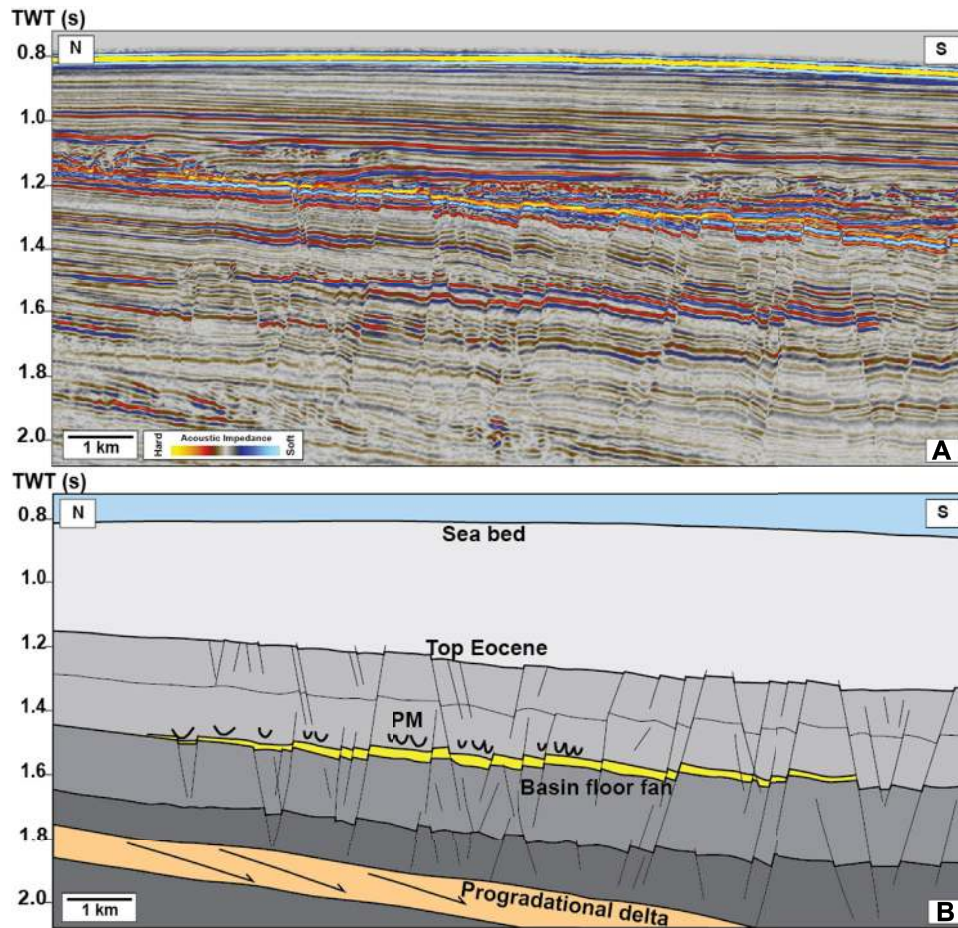 TWT (s)
N
S
0.8
1.0
1.2
1.4
1.6
1.8
2.0
1 km
Acoustic Impedance
Hard
Soft
A
TWT (s)
N
S
0.8
Sea bed
1.0
1.2
Top Eocene
1.4
PM
1.6
Basin floor fan
1.8
2.0
Progradational delta
1 km
B